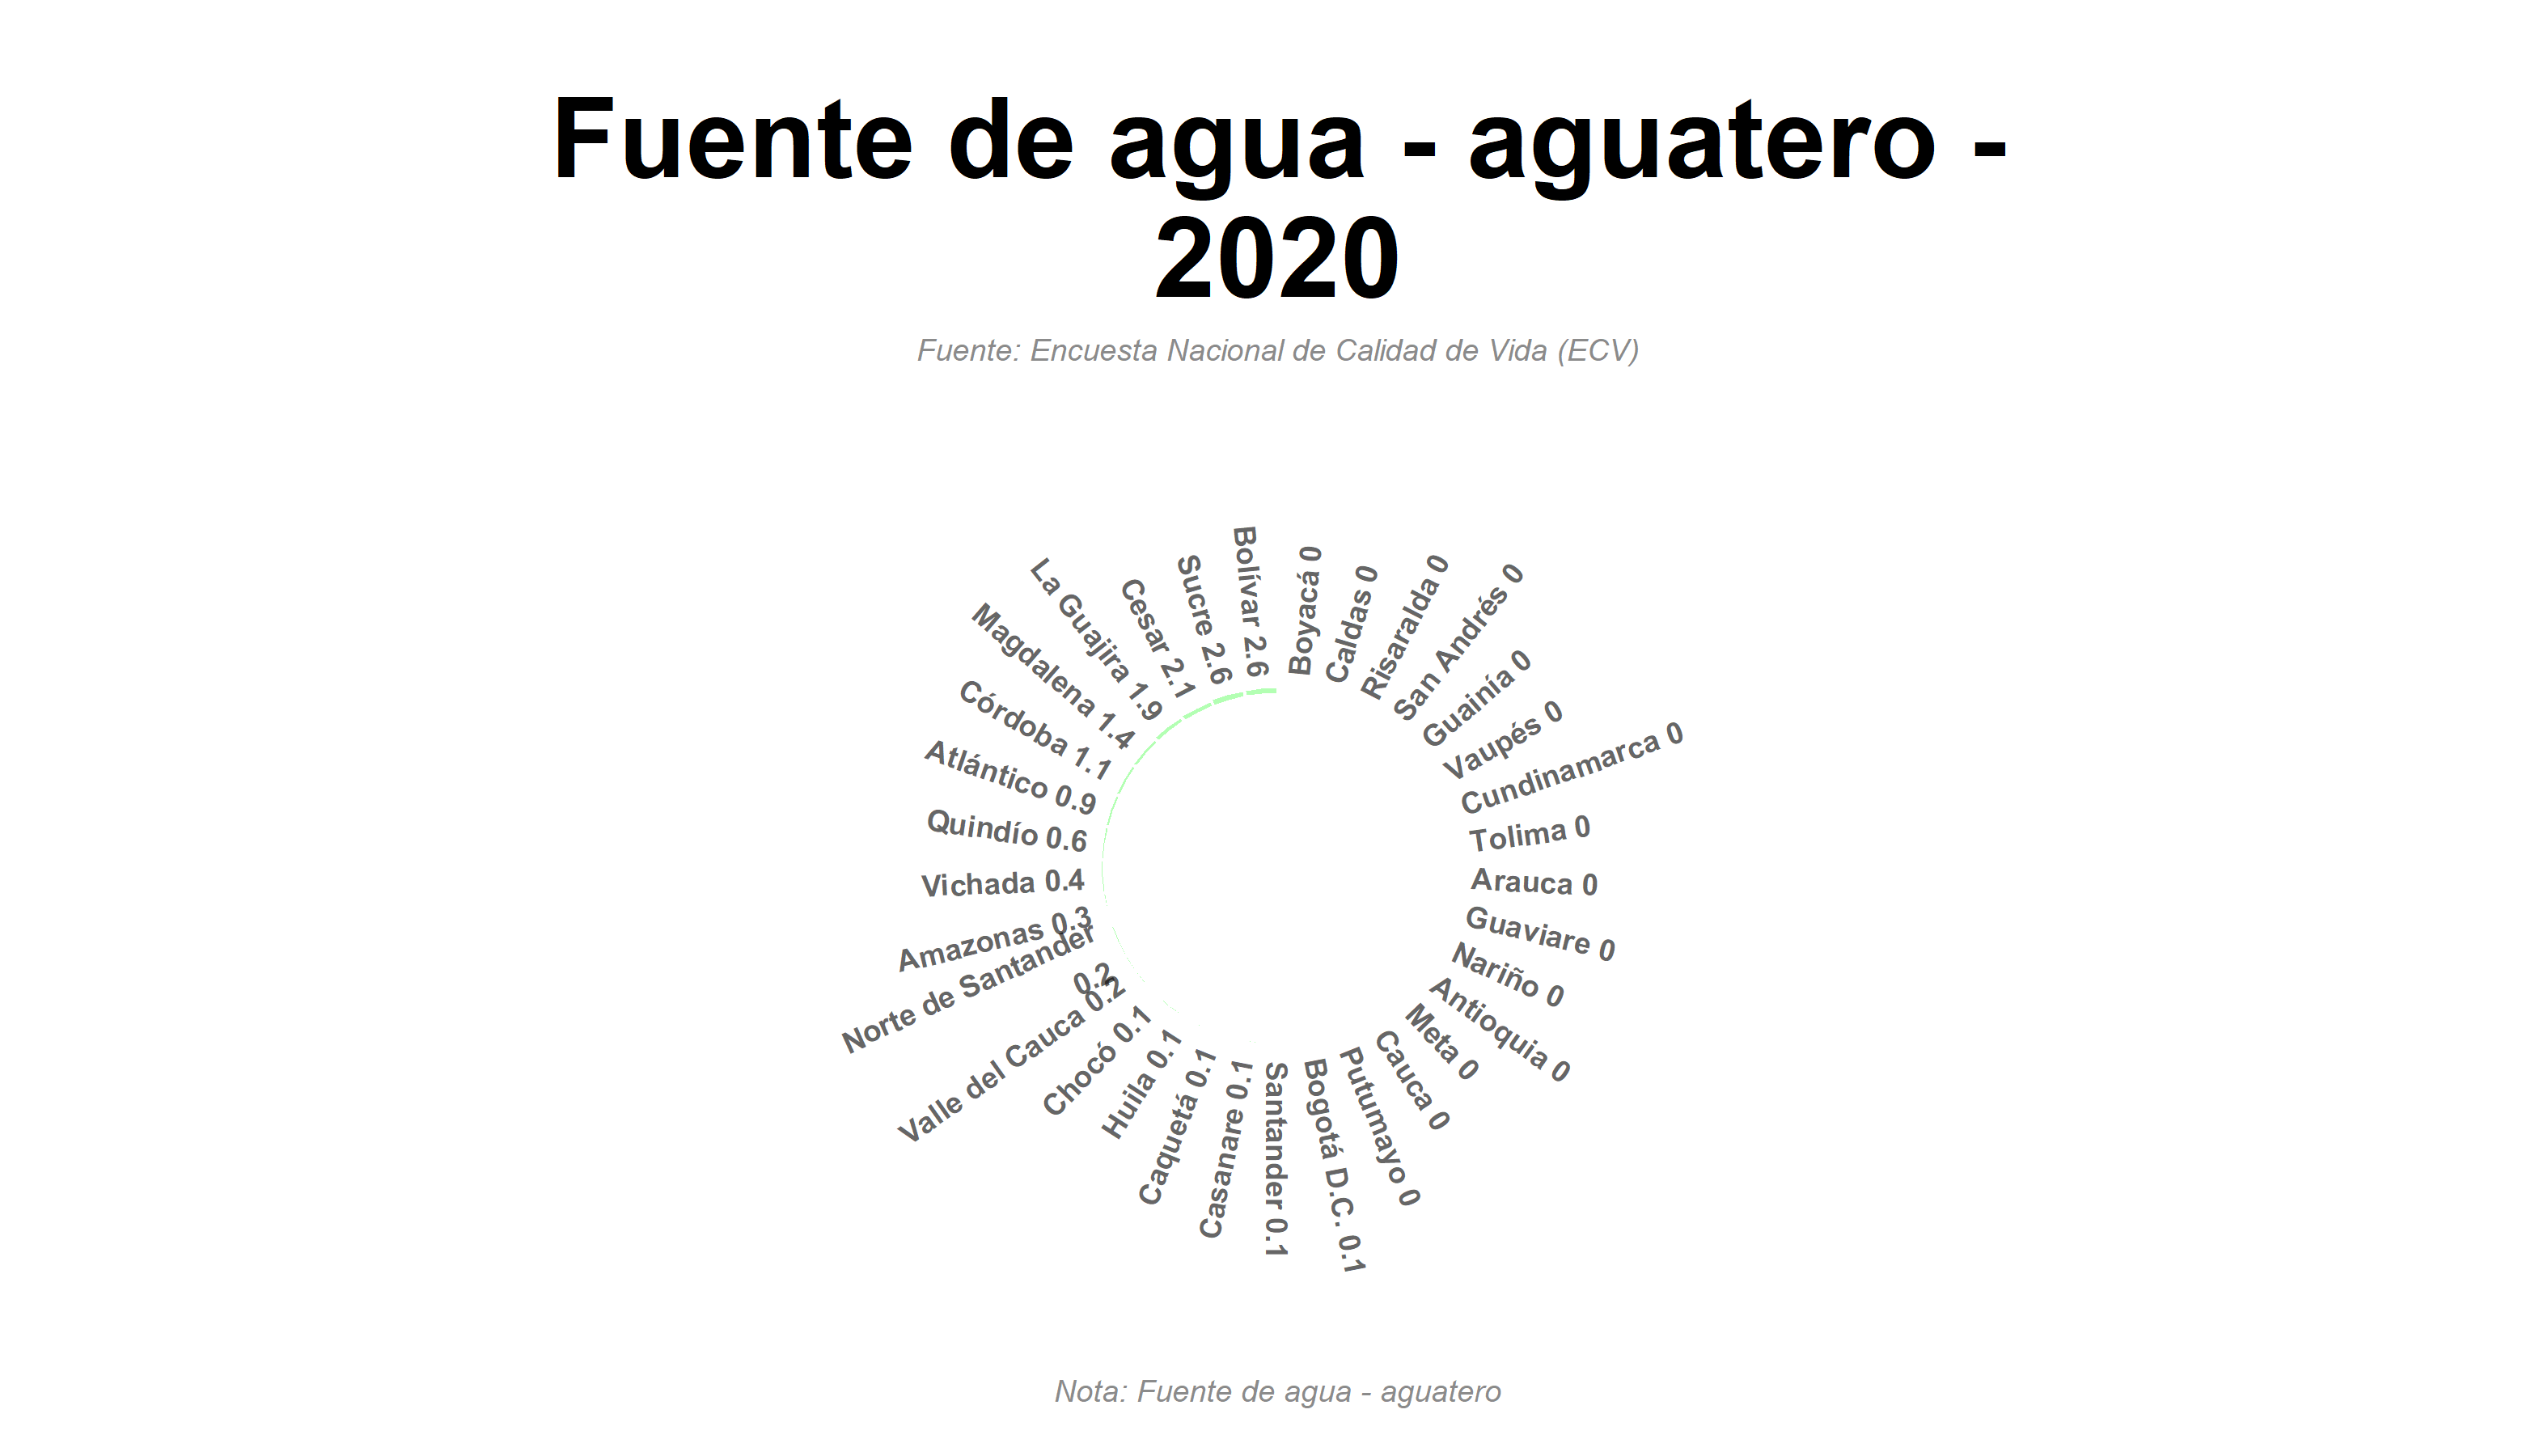 Fuente de agua - aguatero -
2020
Fuente: Encuesta Nacional de Calidad de Vida (ECV)
Boyacá 0
Caldas 0
Risaralda 0
San Andrés 0
Guainía 0
Vaupés 0
Cundinamarca 0
Tolima 0
Arauca 0
Guaviare 0
Nariño 0
Antioquia 0
Meta 0
Cauca 0
Putumayo 0
Bogotá D.C. 0.1
Santander 0.1
Casanare 0.1
Caquetá 0.1
Huila 0.1
Chocó 0.1
Valle del Cauca 0.2
Norte de Santander
0.2
Amazonas 0.3
Vichada 0.4
Quindío 0.6
Atlántico 0.9
Córdoba 1.1
Magdalena 1.4
La Guajira 1.9
Cesar 2.1
Sucre 2.6
Bolívar 2.6
Nota: Fuente de agua - aguatero